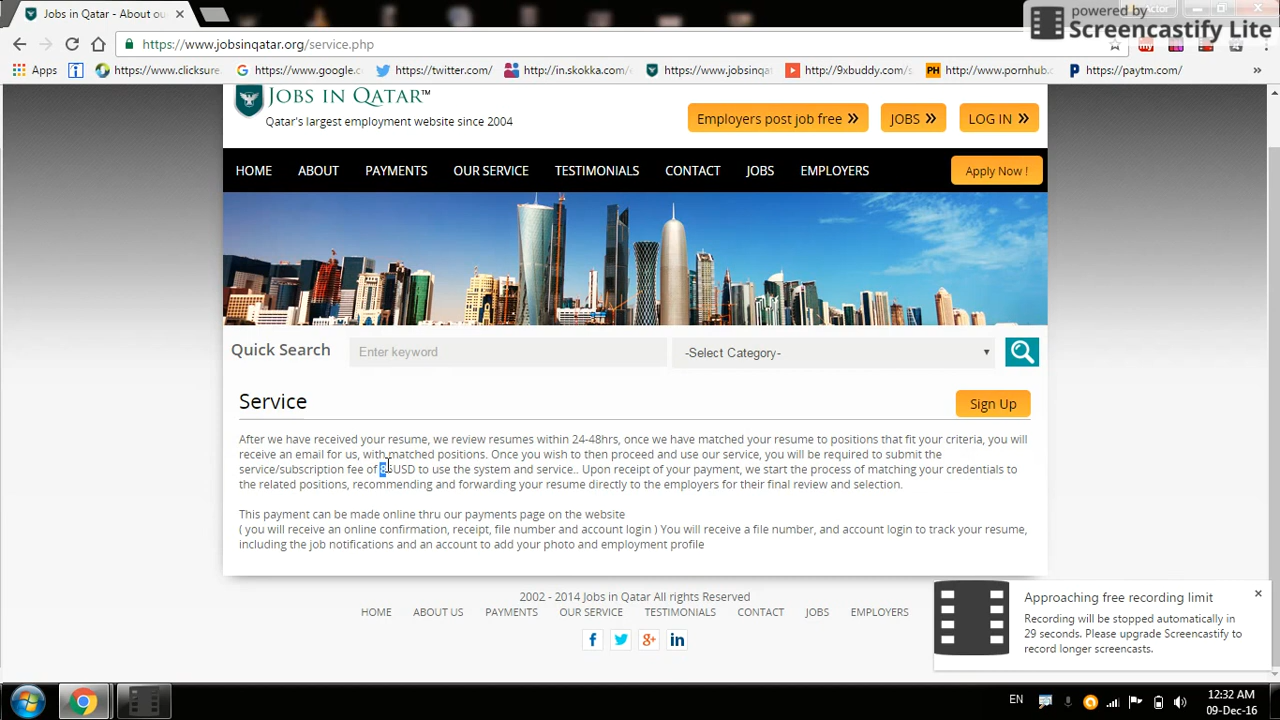 Jobs in Qatar - About ou
powered by
Screencastify Lite
https://www.jobsinqatar.org/service.php
Apps
https://www.clicksure.
https://www.google.c
https://twitter.com/
http://in.skokka.com/
https://www.jobsinqa
http://9xbuddy.com/s
http://www.pornhub.c
https://paytm.com/
JOBS IN QATAR™
Qatar's largest employment website since 2004
Employers post job free »
JOBS »
LOG IN »
HOME
ABOUT
PAYMENTS
OUR SERVICE
TESTIMONIALS
CONTACT
JOBS
EMPLOYERS
Apply Now !
Quick Search
Enter keyword
-Select Category-
Service
Sign Up
After we have received your resume, we review resumes within 24-48hrs, once we have matched your resume to positions that fit your criteria, you will
receive an email for us, with matched positions. Once you wish to then proceed and use our service, you will be required to submit the
service/subscription fee of USD to use the system and service.. Upon receipt of your payment, we start the process of matching your credentials to
the related positions, recommending and forwarding your resume directly to the employers for their final review and selection.
This payment can be made online thru our payments page on the website
( you will receive an online confirmation, receipt, file number and account login ) You will receive a file number, and account login to track your resume,
including the job notifications and an account to add your photo and employment profile
2002 - 2014 Jobs in Qatar All rights Reserved
HOME
ABOUT US
PAYMENTS
OUR SERVICE
TESTIMONIALS
CONTACT
JOBS
EMPLOYERS
Approaching free recording limit
Recording will be stopped automatically in
29 seconds. Please upgrade Screencastify to
record longer screencasts.
EN
12:32 AM
09-Dec-16